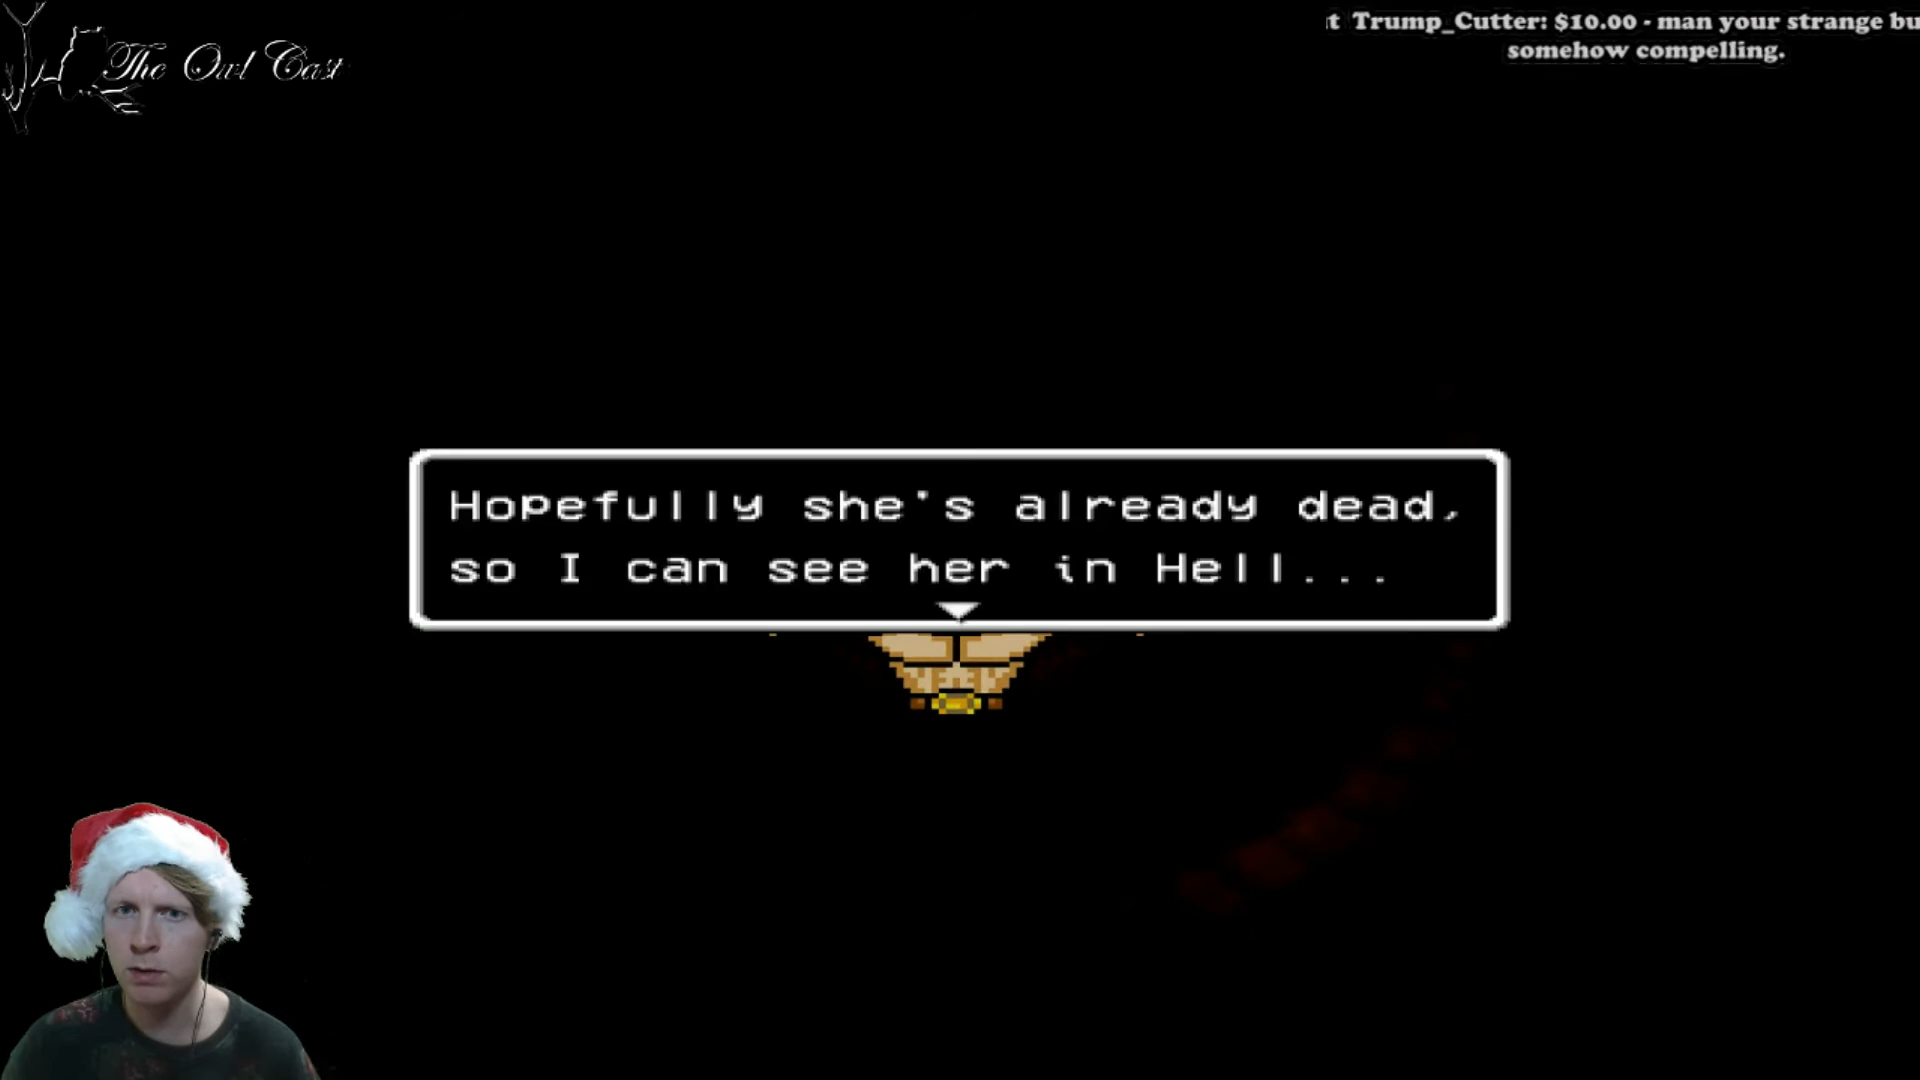 The Owl Cast
t Trump_Cutter: $10.00 - man your strange bu
somehow compelling.
Hopefully she's already dead,
so I can see her in Hell...